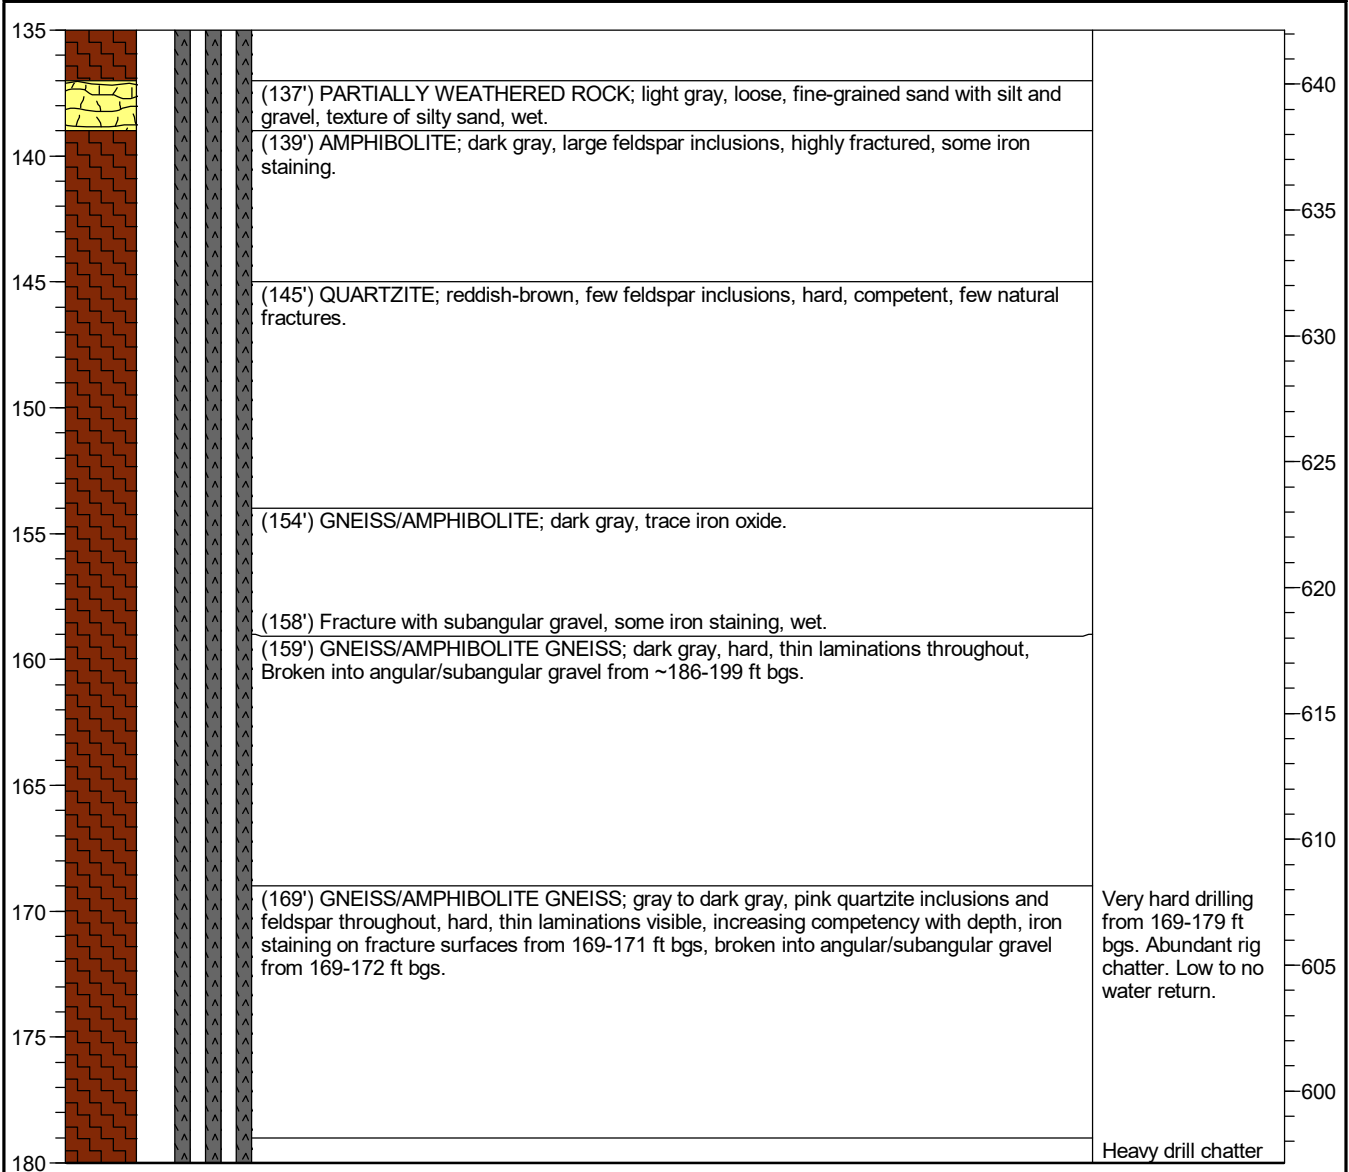 135
(137') PARTIALLY WEATHERED ROCK; light gray, loose, fine-grained sand with silt and
gravel, texture of silty sand, wet.
640
(139') AMPHIBOLITE; dark gray, large feldspar inclusions, highly fractured, some iron
staining.
140
635
145
(145') QUARTZITE; reddish-brown, few feldspar inclusions, hard, competent, few natural
fractures.
630
150
625
(154') GNEISS/AMPHIBOLITE; dark gray, trace iron oxide.
155
620
(158') Fracture with subangular gravel, some iron staining, wet.
(159') GNEISS/AMPHIBOLITE GNEISS; dark gray, hard, thin laminations throughout,
Broken into angular/subangular gravel from ~186-199 ft bgs.
160
615
165
610
(169') GNEISS/AMPHIBOLITE GNEISS; gray to dark gray, pink quartzite inclusions and
feldspar throughout, hard, thin laminations visible, increasing competency with depth, iron
staining on fracture surfaces from 169-171 ft bgs, broken into angular/subangular gravel
from 169-172 ft bgs.
Very hard drilling
from 169-179 ft
bgs. Abundant rig
chatter. Low to no
water return.
170
605
175
600
Heavy drill chatter
180